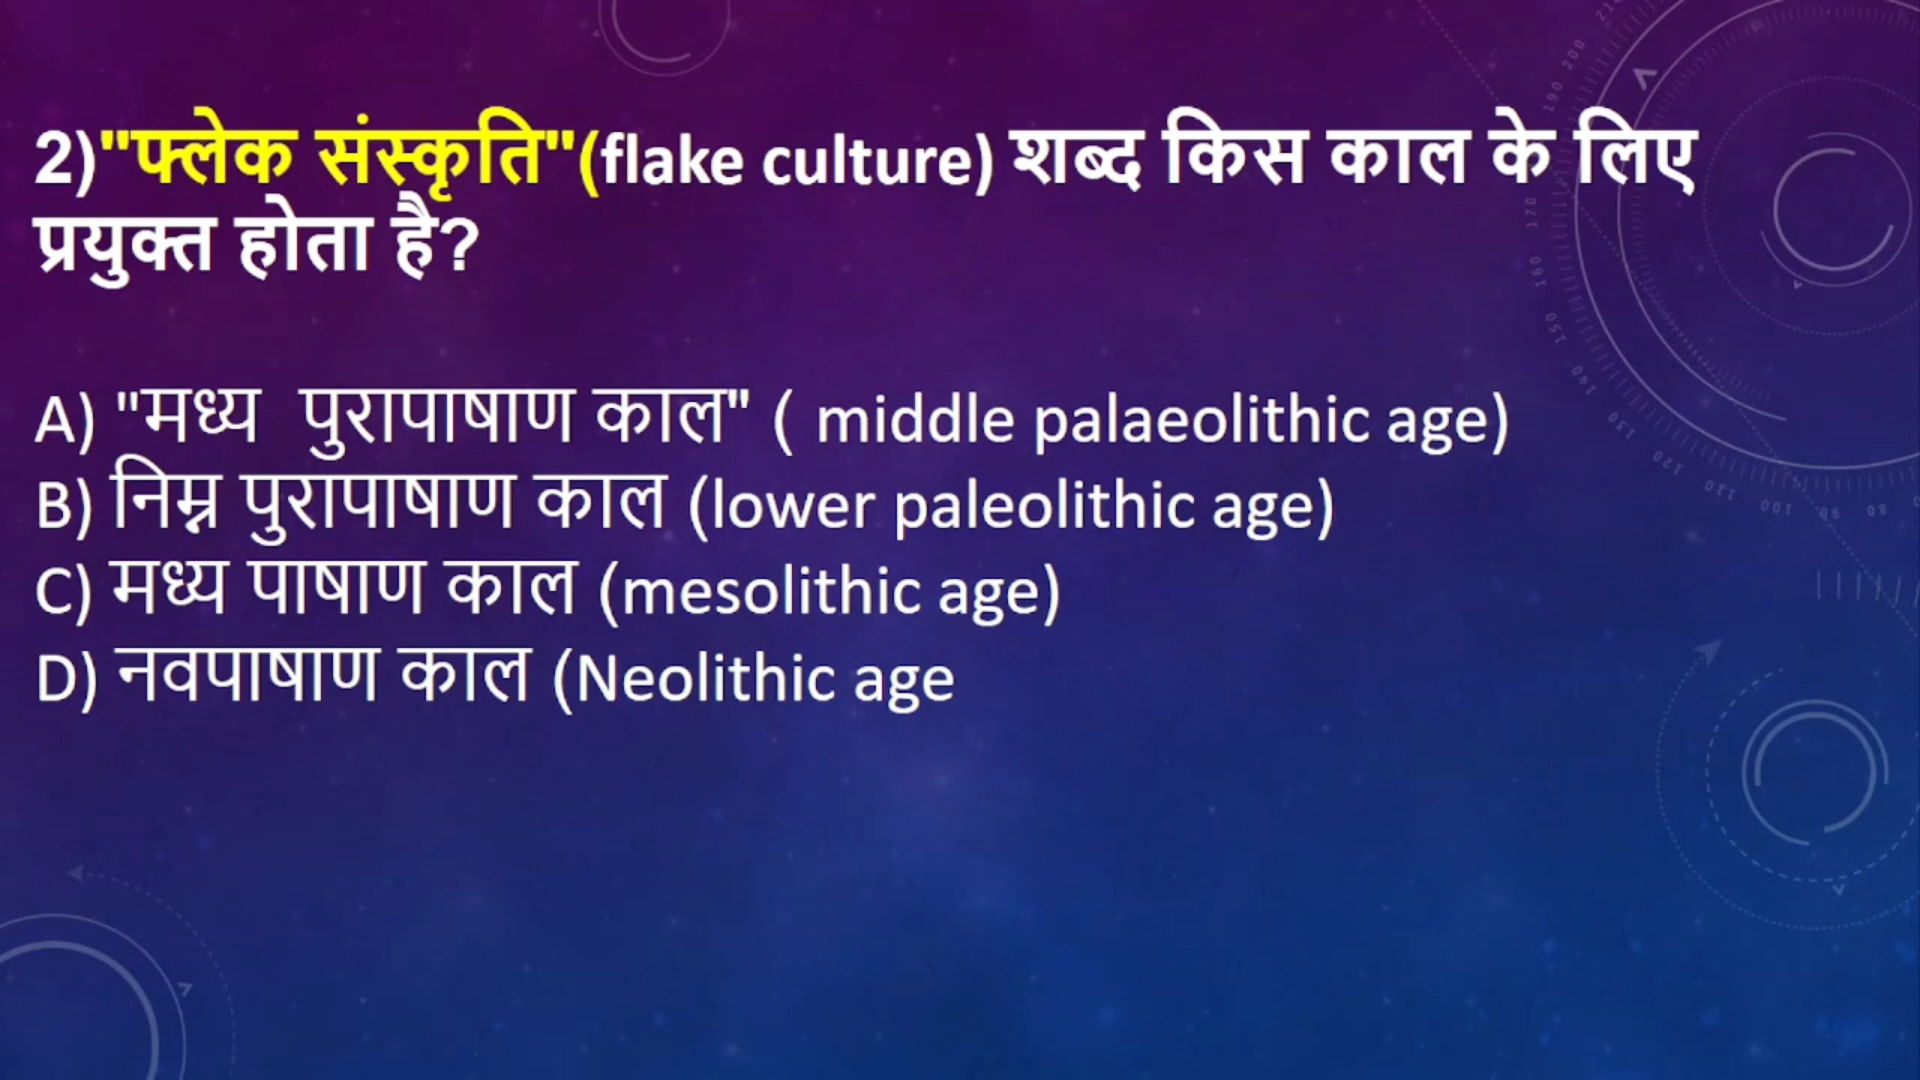 2)"फ्लेक संस्कृति"(flake culture) शब्द किस काल के लिए
प्रयुक्त होता है?
A) "मध्य  पुरापाषाण काल" ( middle palaeolithic age)
B) निम्न पुरापाषाण काल (lower paleolithic age)
C) मध्य पाषाण काल (mesolithic age)
D) नवपाषाण काल (Neolithic age